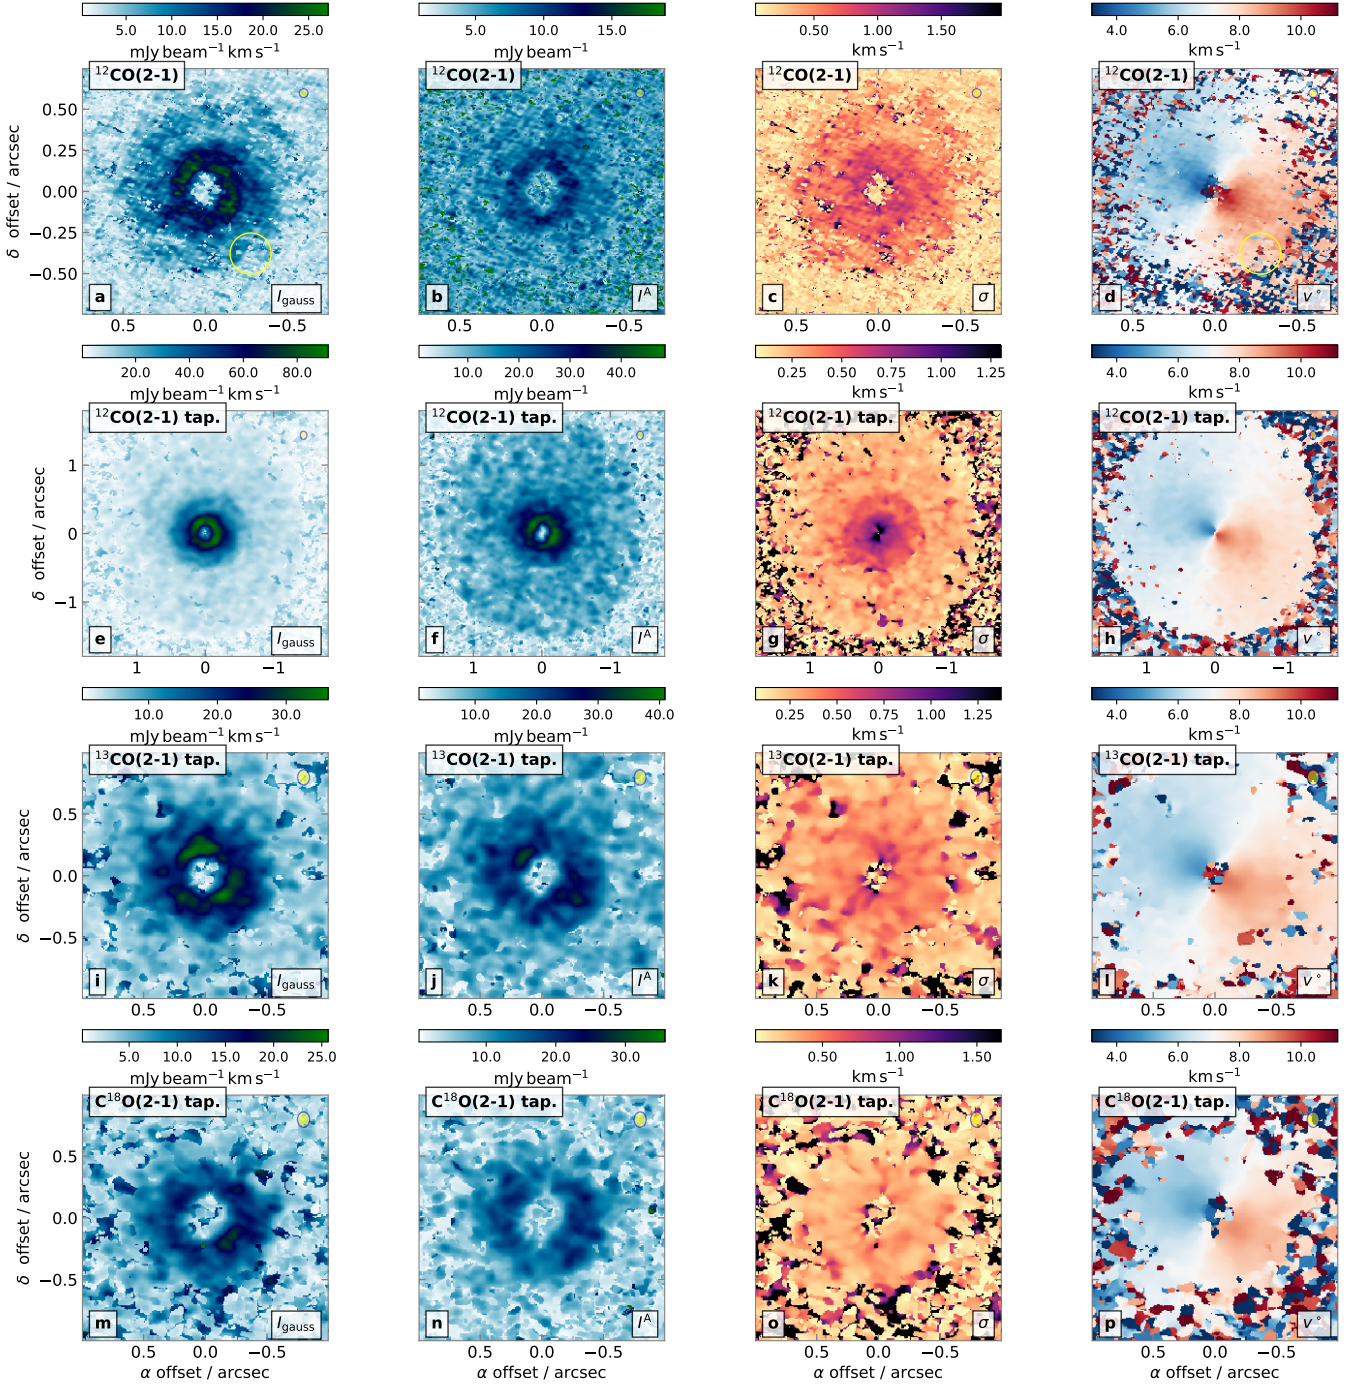 5.0 10.0 15.0 20.0 25.0
mJy beam⁻¹ km s⁻¹
5.0 10.0 15.0
mJy beam⁻¹
0.50 1.00 1.50
km s⁻¹
4.0 6.0 8.0 10.0
km s⁻¹
¹²CO(2-1)
¹²CO(2-1)
¹²CO(2-1)
¹²CO(2-1)
δ offset / arcsec
0.50
0.25
0.00
−0.25
−0.50
a I_gauss
b I^A
c σ
d v°
0.5 0.0 −0.5
0.5 0.0 −0.5
0.5 0.0 −0.5
0.5 0.0 −0.5
20.0 40.0 60.0 80.0
mJy beam⁻¹ km s⁻¹
10.0 20.0 30.0 40.0
mJy beam⁻¹
0.25 0.50 0.75 1.00 1.25
km s⁻¹
4.0 6.0 8.0 10.0
km s⁻¹
¹²CO(2-1) tap.
¹²CO(2-1) tap.
¹²CO(2-1) tap.
¹²CO(2-1) tap.
δ offset / arcsec
1
0
−1
e I_gauss
f I^A
g σ
h v°
1 0 −1
1 0 −1
1 0 −1
1 0 −1
10.0 20.0 30.0
mJy beam⁻¹ km s⁻¹
10.0 20.0 30.0 40.0
mJy beam⁻¹
0.25 0.50 0.75 1.00 1.25
km s⁻¹
4.0 6.0 8.0 10.0
km s⁻¹
¹³CO(2-1) tap.
¹³CO(2-1) tap.
¹³CO(2-1) tap.
¹³CO(2-1) tap.
δ offset / arcsec
0.5
0.0
−0.5
i I_gauss
j I^A
k σ
l v°
0.5 0.0 −0.5
0.5 0.0 −0.5
0.5 0.0 −0.5
0.5 0.0 −0.5
5.0 10.0 15.0 20.0 25.0
mJy beam⁻¹ km s⁻¹
10.0 20.0 30.0
mJy beam⁻¹
0.50 1.00 1.50
km s⁻¹
4.0 6.0 8.0 10.0
km s⁻¹
C¹⁸O(2-1) tap.
C¹⁸O(2-1) tap.
C¹⁸O(2-1) tap.
C¹⁸O(2-1) tap.
δ offset / arcsec
0.5
0.0
−0.5
m I_gauss
n I^A
o σ
p v°
0.5 0.0 −0.5
0.5 0.0 −0.5
0.5 0.0 −0.5
0.5 0.0 −0.5
α offset / arcsec
α offset / arcsec
α offset / arcsec
α offset / arcsec